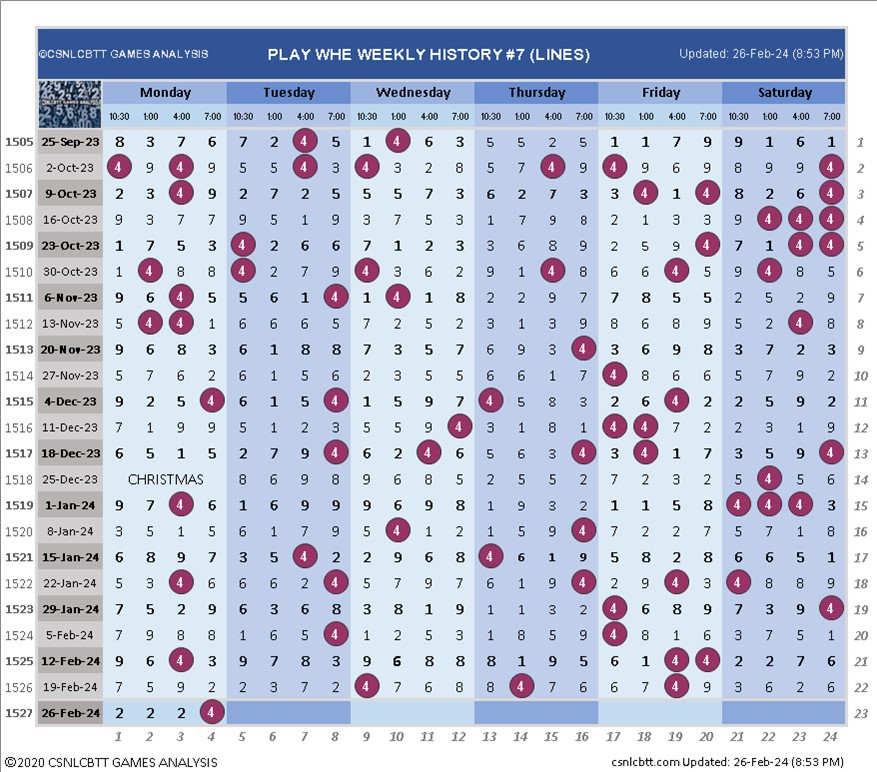 ©CSNLCBTT GAMES ANALYSIS PLAY WHE WEEKLY HISTORY #7 (LINES) Updated: 26-Feb-24 (8:53 PM)
Monday Tuesday Wednesday Thursday Friday Saturday
10:30 1:00 4:00 7:00 10:30 1:00 4:00 7:00 10:30 1:00 4:00 7:00 10:30 1:00 4:00 7:00 10:30 1:00 4:00 7:00 10:30 1:00 4:00 7:00
1505 25-Sep-23 8 3 7 6 7 2 4 5 1 4 6 3 5 5 2 5 1 1 7 9 9 1 6 1 1
1506 2-Oct-23 4 9 4 9 5 5 4 3 4 3 2 8 5 7 4 9 4 9 6 9 8 9 9 4 2
1507 9-Oct-23 2 3 4 9 2 7 2 5 5 5 7 3 6 2 7 3 3 4 1 4 8 2 6 4 3
1508 16-Oct-23 9 3 7 7 9 5 1 9 3 7 5 3 1 7 9 8 2 1 3 3 9 4 4 4 4
1509 23-Oct-23 1 7 5 3 4 2 6 6 7 1 2 3 3 6 8 9 2 5 9 4 7 1 4 4 5
1510 30-Oct-23 1 4 8 8 4 2 7 9 4 3 6 2 9 1 4 8 6 6 4 5 9 4 8 5 6
1511 6-Nov-23 9 6 4 5 5 6 1 4 1 4 1 8 2 2 9 7 7 8 5 5 2 5 2 9 7
1512 13-Nov-23 5 4 4 1 6 6 6 5 7 2 5 2 3 1 3 9 8 6 8 9 5 2 4 8 8
1513 20-Nov-23 9 6 8 3 6 1 8 8 7 3 5 7 6 9 3 4 3 6 9 8 3 7 2 3 9
1514 27-Nov-23 5 7 6 2 6 1 5 6 2 3 5 5 6 6 1 7 4 8 6 6 5 7 9 2 10
1515 4-Dec-23 9 2 5 4 6 1 5 4 1 5 9 7 4 5 8 3 2 6 4 2 2 5 9 2 11
1516 11-Dec-23 7 1 9 9 5 1 2 3 5 5 9 4 3 1 8 1 4 4 7 2 2 3 1 9 12
1517 18-Dec-23 6 5 1 5 2 7 9 4 6 2 4 6 5 6 3 4 3 4 1 7 3 5 9 4 13
1518 25-Dec-23 CHRISTMAS 8 6 9 8 9 6 8 5 2 5 5 2 7 2 3 2 5 4 5 6 14
1519 1-Jan-24 9 7 4 6 1 6 9 9 9 6 9 8 1 9 3 2 1 1 5 8 4 4 4 3 15
1520 8-Jan-24 3 5 1 5 6 1 7 9 5 4 1 2 1 5 9 4 7 2 2 7 5 7 1 8 16
1521 15-Jan-24 6 8 9 7 3 5 4 2 2 9 6 8 4 6 1 9 5 8 2 8 6 6 5 1 17
1522 22-Jan-24 5 3 4 6 6 2 2 4 5 7 9 7 6 1 9 4 2 9 4 3 4 8 8 9 18
1523 29-Jan-24 7 5 2 9 6 3 6 8 3 8 1 9 1 1 3 2 4 6 8 9 7 3 9 4 19
1524 5-Feb-24 7 9 8 8 1 6 5 4 1 2 5 3 1 8 5 9 4 8 1 6 3 7 5 1 20
1525 12-Feb-24 9 6 4 3 9 7 8 3 9 6 8 8 8 1 9 5 6 1 4 4 2 2 7 6 21
1526 19-Feb-24 7 5 9 2 2 3 7 2 4 7 6 8 8 4 7 6 6 7 4 9 3 6 2 6 22
1527 26-Feb-24 2 2 2 4 23
1 2 3 4 5 6 7 8 9 10 11 12 13 14 15 16 17 18 19 20 21 22 23 24
©2020 CSNLCBTT GAMES ANALYSIS csnlcbtt.com Updated: 26-Feb-24 (8:53 PM)